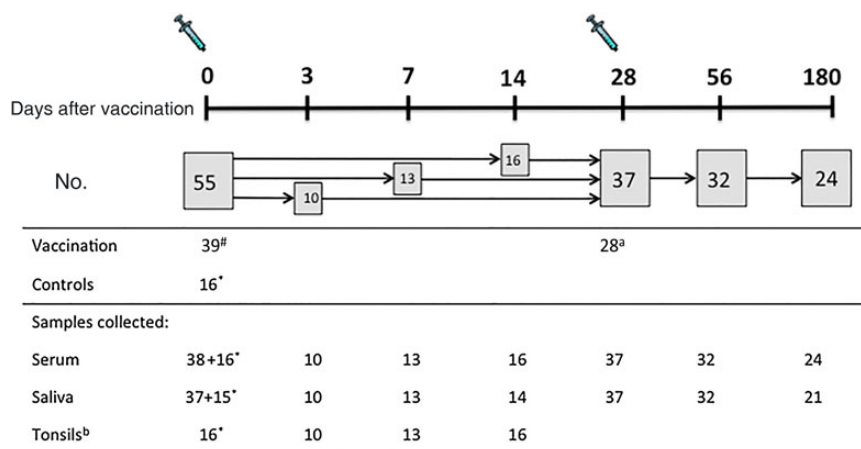 0 3 7 14 28 56 180
Days after vaccination
No. 55 10 13 16 37 32 24
Vaccination 39# 28a
Controls 16*
Samples collected:
Serum 38+16* 10 13 16 37 32 24
Saliva 37+15* 10 13 14 37 32 21
Tonsilsb 16* 10 13 16